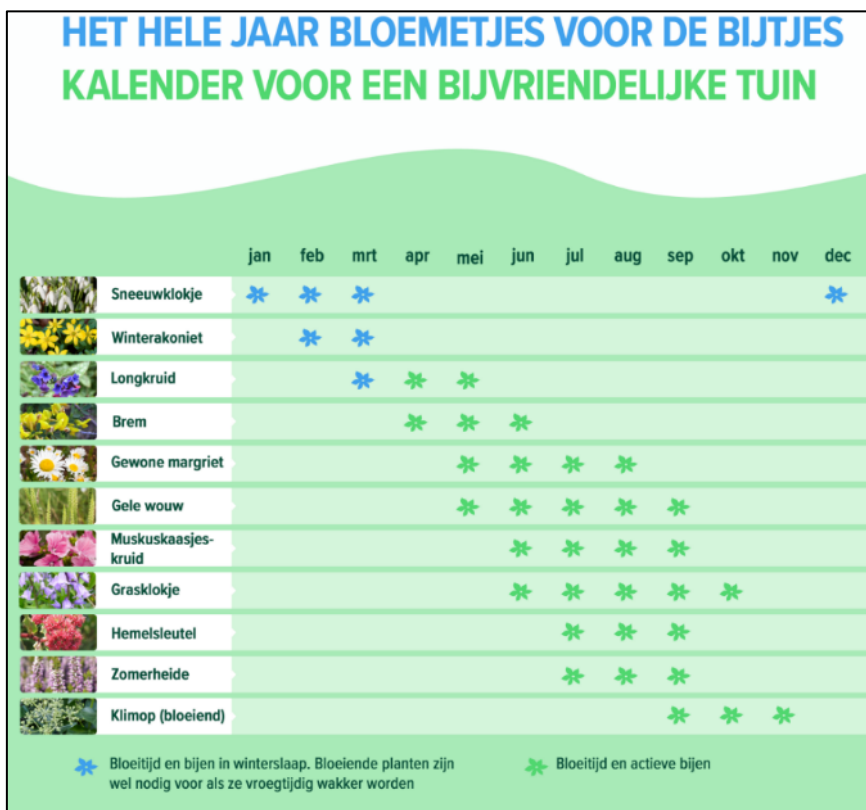 HET HELE JAAR BLOEMETJES VOOR DE BIJTJES
KALENDER VOOR EEN BIJVRIENDELIJKE TUIN
jan feb mrt apr mei jun jul aug sep okt nov dec
Sneeuwklokje
Winterakoniet
Longkruid
Brem
Gewone margriet
Gele wouw
Muskuskaasjes-
kruid
Grasklokje
Hemelsleutel
Zomerheide
Klimop (bloeiend)
Bloeitijd en bijen in winterslaap. Bloeiende planten zijn
wel nodig voor als ze vroegtijdig wakker worden
Bloeitijd en actieve bijen